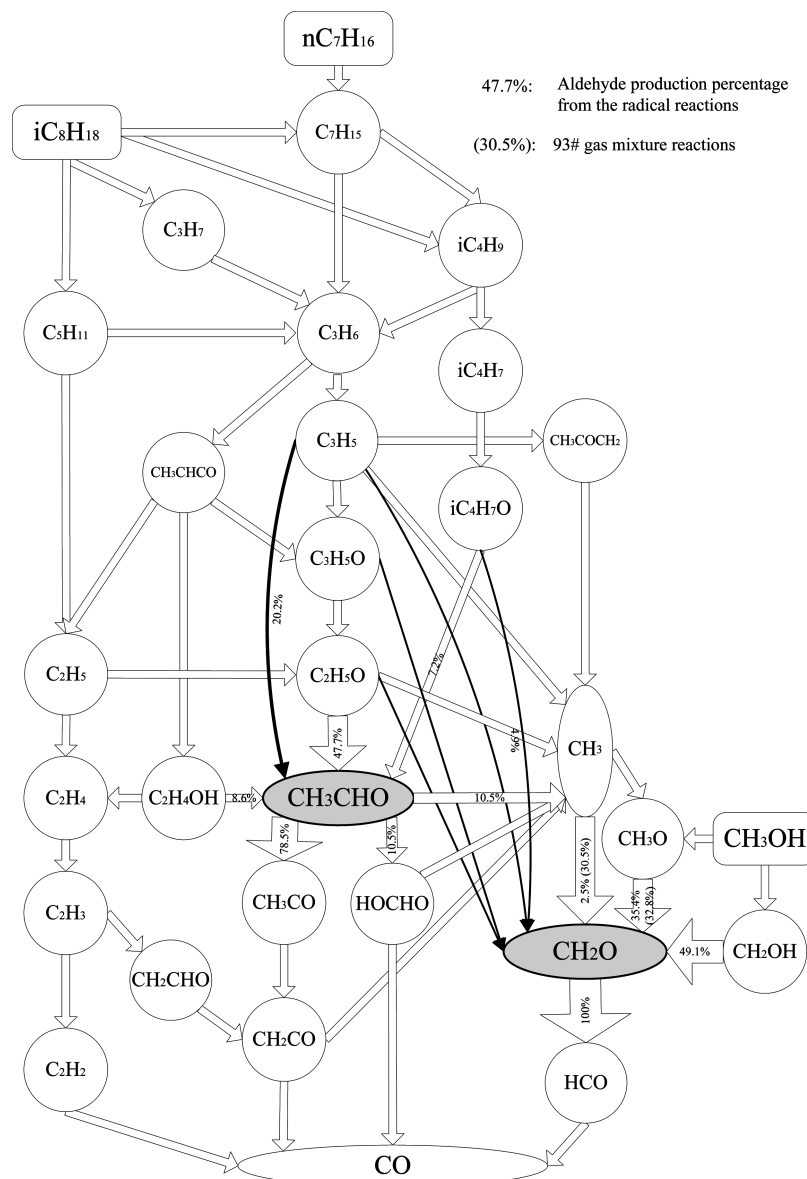 nC7H16
47.7%: Aldehyde production percentage
from the radical reactions
iC8H18
C7H15
(30.5%): 93# gas mixture reactions
C3H7
iC4H9
C5H11
C3H6
iC4H7
C3H5
CH3COCH2
CH3CHCO
iC4H7O
C3H5O
20.2%
7.2%
C2H5
C2H5O
4.9%
CH3
47.7%
C2H4
C2H4OH
8.6%
CH3CHO
10.5%
CH3O
CH3OH
78.5%
10.5%
2.5% (30.5%)
35.4%
(32.8%)
C2H3
CH3CO
HOCHO
CH2O
49.1%
CH2OH
CH2CHO
100%
CH2CO
C2H2
HCO
CO